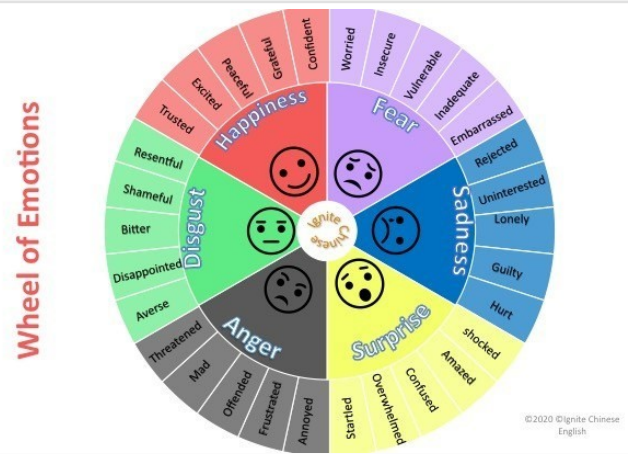 Wheel of Emotions
Happiness
Trusted
Excited
Peaceful
Grateful
Confident
Fear
Worried
Insecure
Vulnerable
Inadequate
Embarrassed
Sadness
Rejected
Uninterested
Lonely
Guilty
Hurt
Surprise
shocked
Amazed
Confused
Overwhelmed
Startled
Anger
Annoyed
Frustrated
Offended
Mad
Threatened
Disgust
Averse
Disappointed
Bitter
Shameful
Resentful
Ignite
Chinese
©2020 ©Ignite Chinese
English